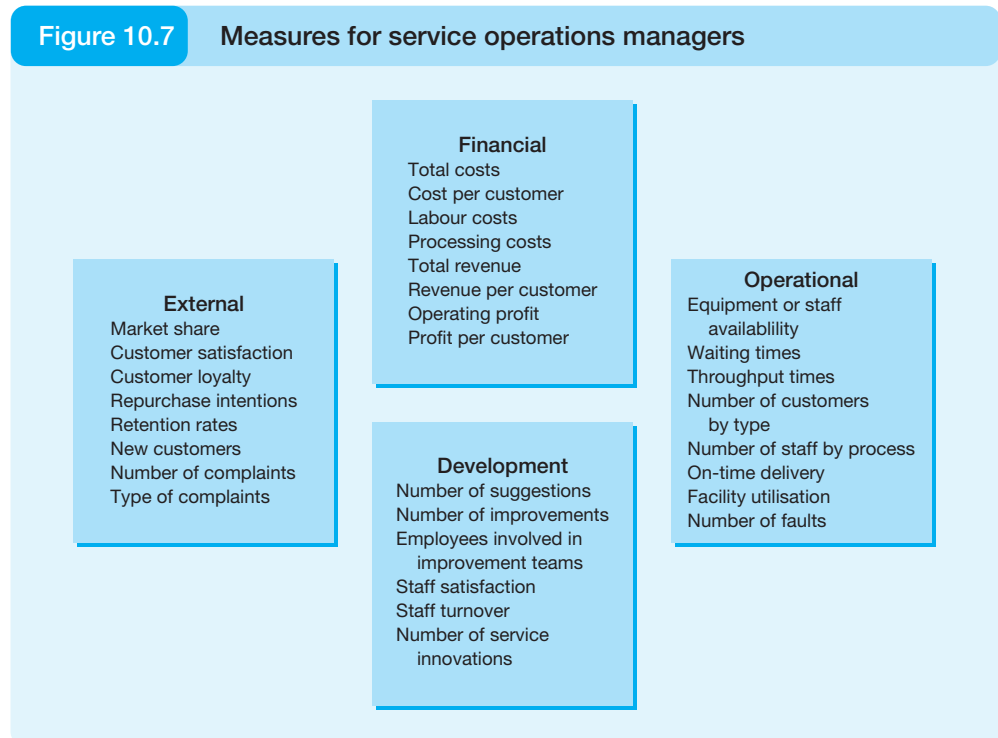 Figure 10.7 Measures for service operations managers
Financial
Total costs
Cost per customer
Labour costs
Processing costs
Total revenue
Revenue per customer
Operating profit
Profit per customer
External
Market share
Customer satisfaction
Customer loyalty
Repurchase intentions
Retention rates
New customers
Number of complaints
Type of complaints
Operational
Equipment or staff
availablility
Waiting times
Throughput times
Number of customers
by type
Number of staff by process
On-time delivery
Facility utilisation
Number of faults
Development
Number of suggestions
Number of improvements
Employees involved in
improvement teams
Staff satisfaction
Staff turnover
Number of service
innovations